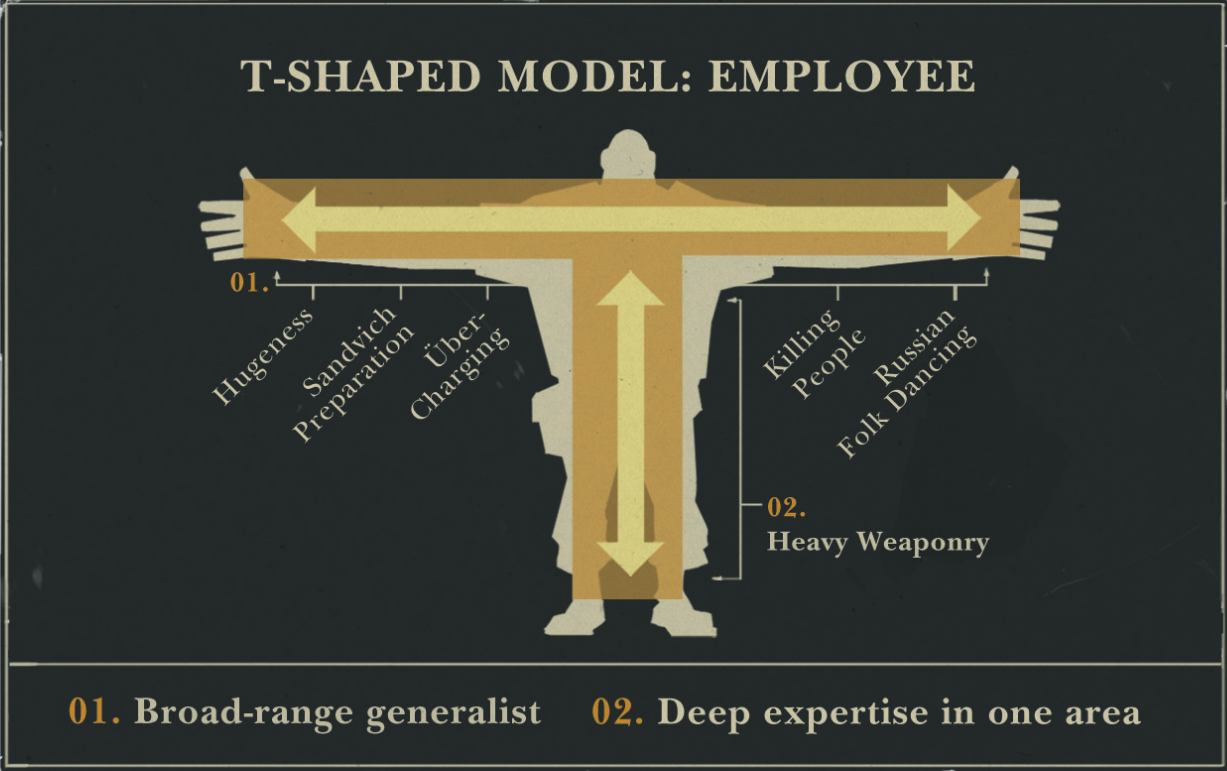 T-SHAPED MODEL: EMPLOYEE
01.
Hugeness
Sandvich
Preparation
Über-
Charging
Killing
People
Russian
Folk Dancing
02.
Heavy Weaponry
01. Broad-range generalist
02. Deep expertise in one area